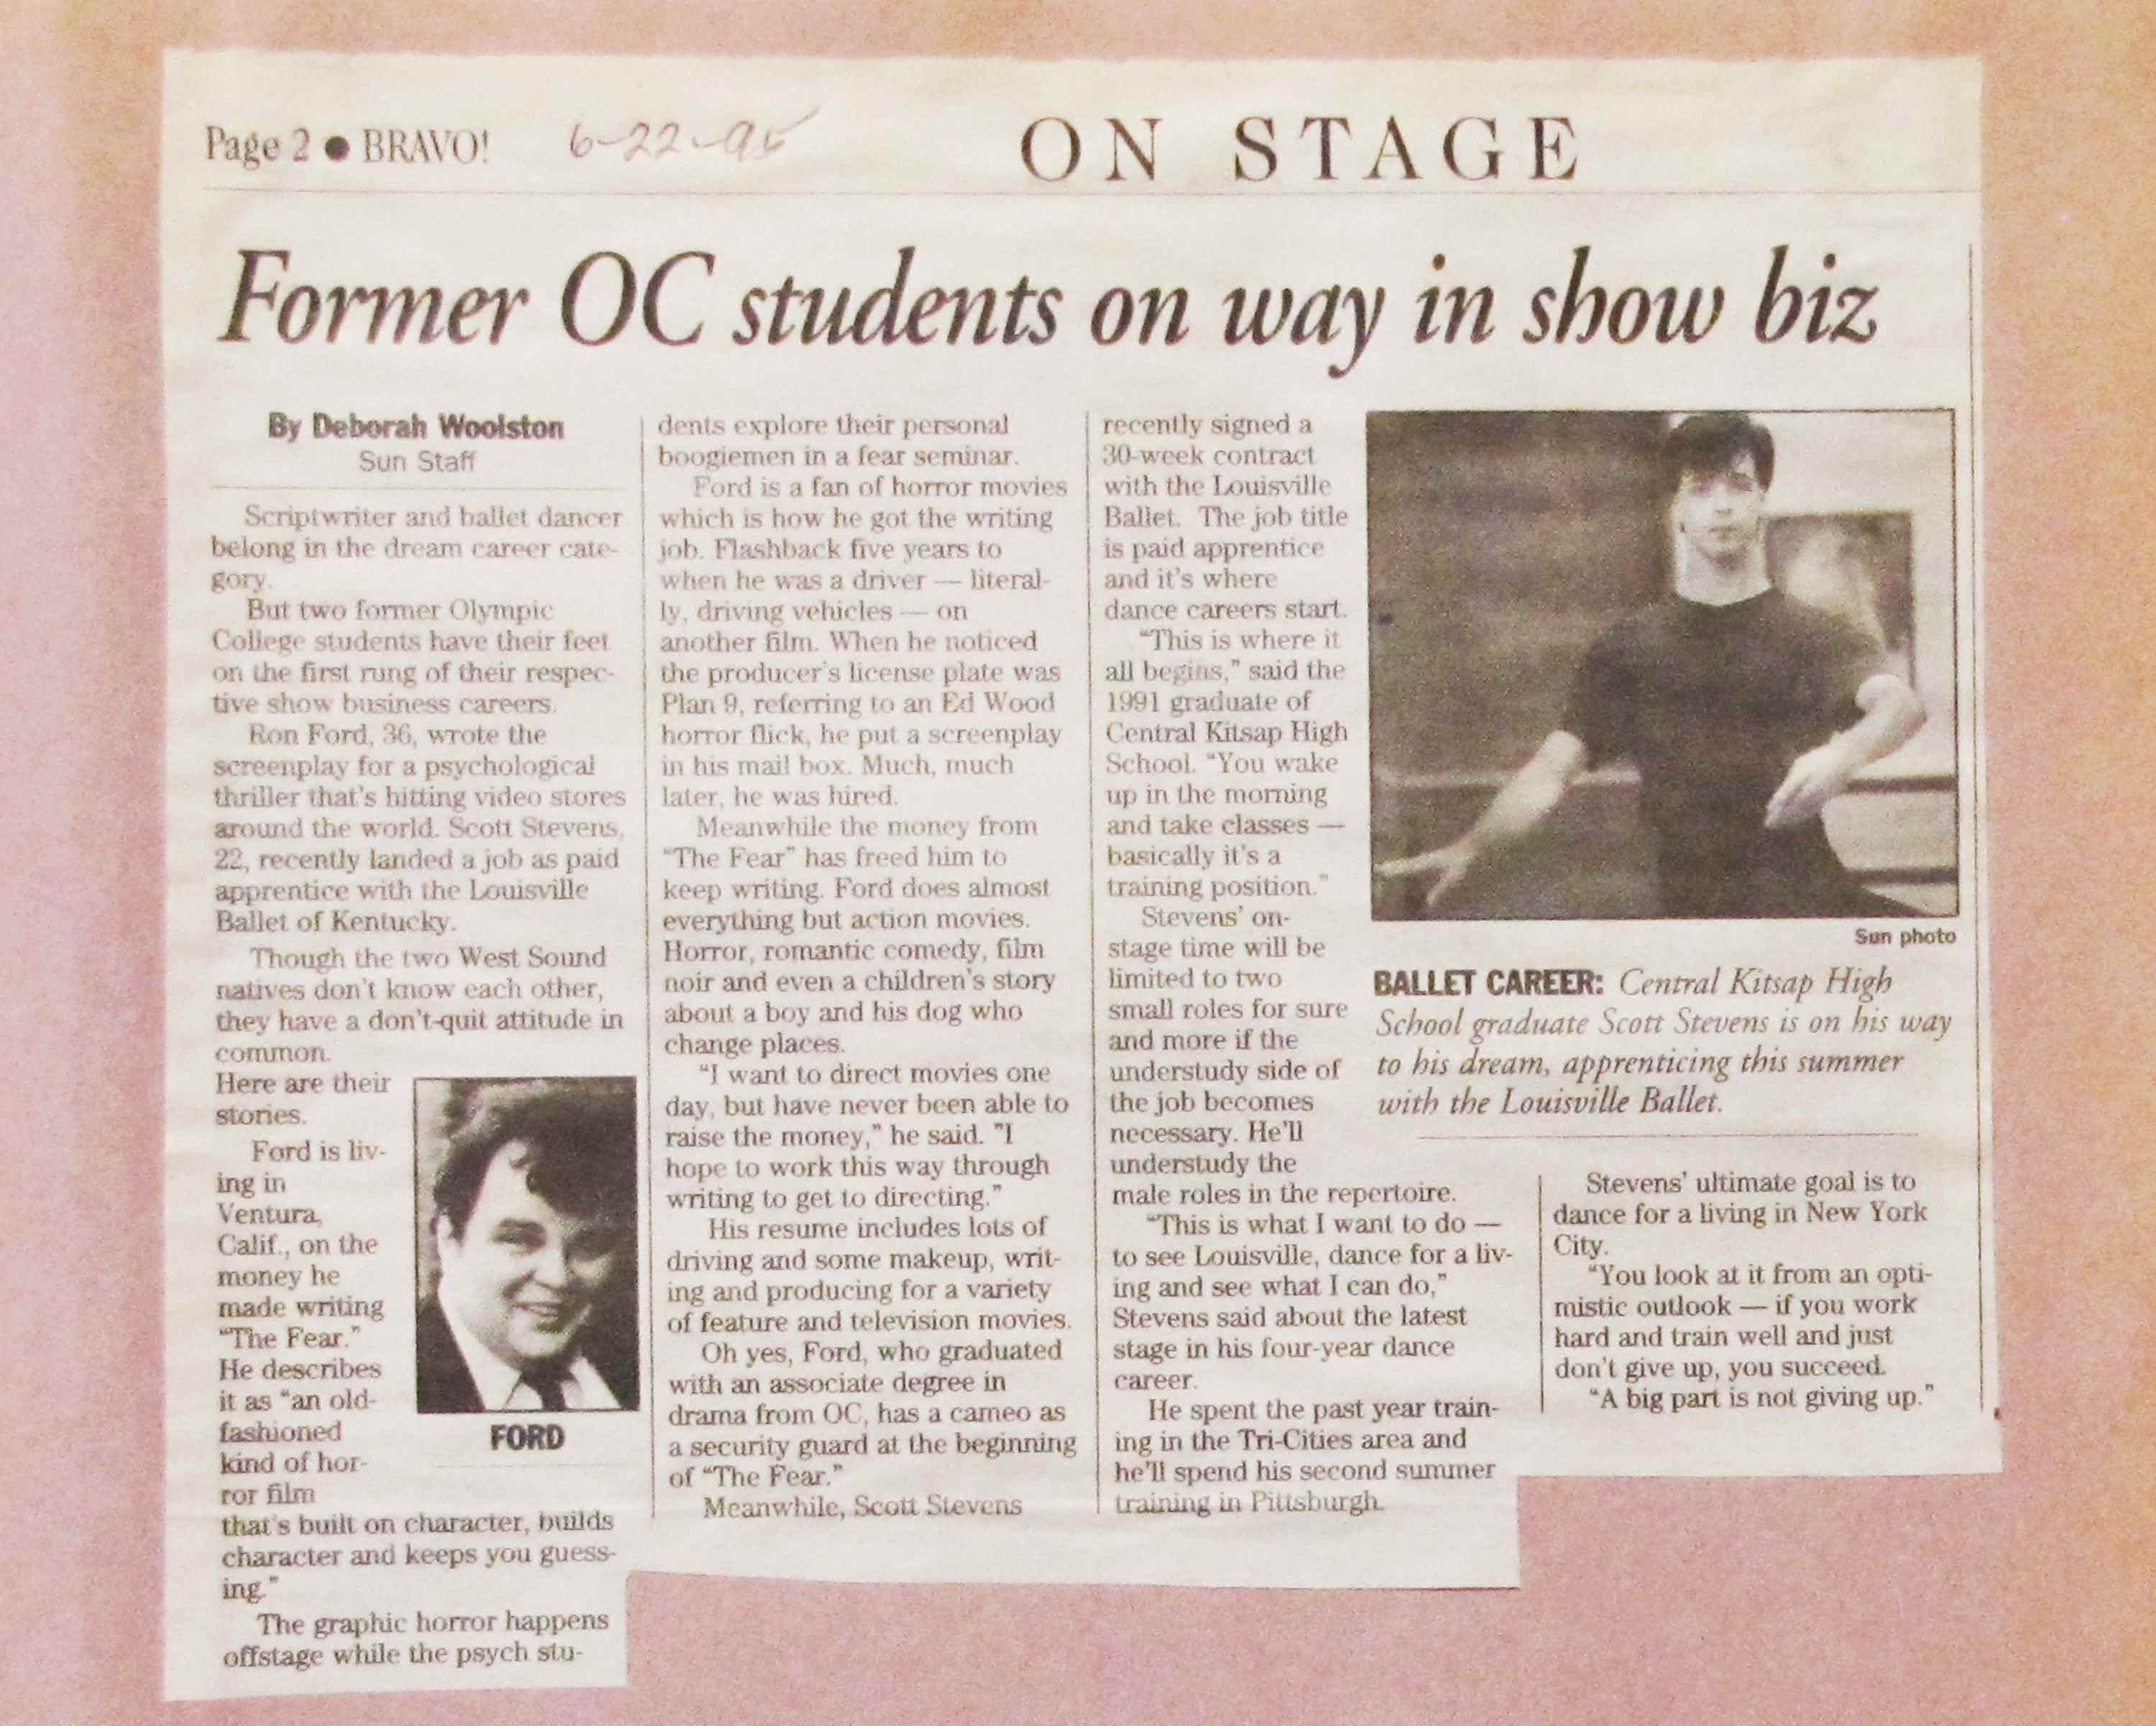 Page 2 ● BRAVO!
6-22-95
ON STAGE
Former OC students on way in show biz
By Deborah Woolston
Sun Staff
Scriptwriter and ballet dancer
belong in the dream career cate-
gory.
But two former Olympic
College students have their feet
on the first rung of their respec-
tive show business careers.
Ron Ford, 36, wrote the
screenplay for a psychological
thriller that's hitting video stores
around the world. Scott Stevens,
22, recently landed a job as paid
apprentice with the Louisville
Ballet of Kentucky.
Though the two West Sound
natives don't know each other,
they have a don't-quit attitude in
common.
Here are their
stories.
Ford is liv-
ing in
Ventura,
Calif., on the
money he
made writing
"The Fear."
He describes
it as "an old-
fashioned
kind of hor-
ror film
that's built on character, builds
character and keeps you guess-
ing."
The graphic horror happens
offstage while the psych stu-
FORD
dents explore their personal
boogiemen in a fear seminar.
Ford is a fan of horror movies
which is how he got the writing
job. Flashback five years to
when he was a driver — literal-
ly, driving vehicles — on
another film. When he noticed
the producer's license plate was
Plan 9, referring to an Ed Wood
horror flick, he put a screenplay
in his mail box. Much, much
later, he was hired.
Meanwhile the money from
"The Fear" has freed him to
keep writing. Ford does almost
everything but action movies.
Horror, romantic comedy, film
noir and even a children's story
about a boy and his dog who
change places.
"I want to direct movies one
day, but have never been able to
raise the money," he said. "I
hope to work this way through
writing to get to directing."
His resume includes lots of
driving and some makeup, writ-
ing and producing for a variety
of feature and television movies.
Oh yes, Ford, who graduated
with an associate degree in
drama from OC, has a cameo as
a security guard at the beginning
of "The Fear."
Meanwhile, Scott Stevens
recently signed a
30-week contract
with the Louisville
Ballet. The job title
is paid apprentice
and it's where
dance careers start.
"This is where it
all begins," said the
1991 graduate of
Central Kitsap High
School. "You wake
up in the morning
and take classes —
basically it's a
training position."
Stevens' on-
stage time will be
limited to two
small roles for sure
and more if the
understudy side of
the job becomes
necessary. He'll
understudy the
male roles in the repertoire.
"This is what I want to do —
to see Louisville, dance for a liv-
ing and see what I can do,"
Stevens said about the latest
stage in his four-year dance
career.
He spent the past year train-
ing in the Tri-Cities area and
he'll spend his second summer
training in Pittsburgh.
Sun photo
BALLET CAREER: Central Kitsap High
School graduate Scott Stevens is on his way
to his dream, apprenticing this summer
with the Louisville Ballet.
Stevens' ultimate goal is to
dance for a living in New York
City.
"You look at it from an opti-
mistic outlook — if you work
hard and train well and just
don't give up, you succeed.
"A big part is not giving up."